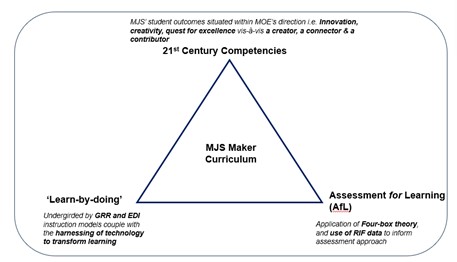 MJS' student outcomes situated within MOE's direction i.e. Innovation,
creativity, quest for excellence vis-à-vis a creator, a connector & a
contributor
21st Century Competencies
MJS Maker
Curriculum
'Learn-by-doing'
Undergirded by GRR and EDI
instruction models couple with
the harnessing of technology
to transform learning
Assessment for Learning
(AfL)
Application of Four-box theory,
and use of RIF data to inform
assessment approach